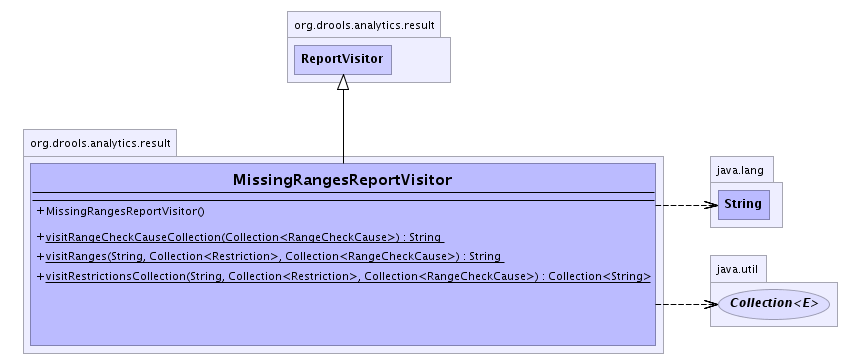 org.drools.analytics.result
ReportVisitor
org.drools.analytics.result
MissingRangesReportVisitor
+MissingRangesReportVisitor()
+visitRangeCheckCauseCollection(Collection<RangeCheckCause>) : String
+visitRanges(String, Collection<Restriction>, Collection<RangeCheckCause>) : String
+visitRestrictionsCollection(String, Collection<Restriction>, Collection<RangeCheckCause>) : Collection<String>
java.lang
String
java.util
Collection<E>